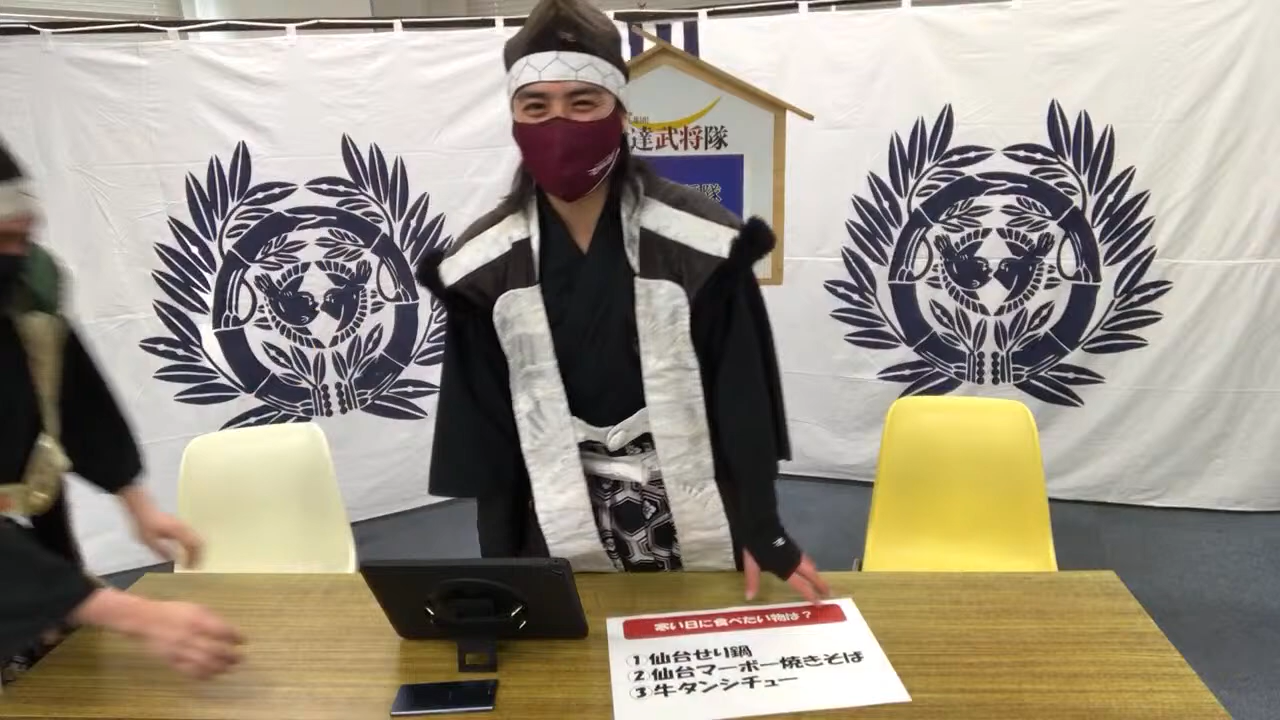 達武将隊
隊
寒い日に食べたい物は？
① 仙台せり鍋
② 仙台マーボー焼きそば
③ 牛タンシチュー